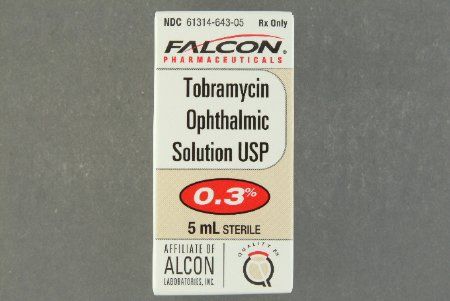 NDC 61314-643-05 Rx Only
FALCON®
PHARMACEUTICALS
Tobramycin
Ophthalmic
Solution USP
0.3%
5 mL STERILE
AFFILIATE OF
ALCON
LABORATORIES, INC.
QUALITY Rx